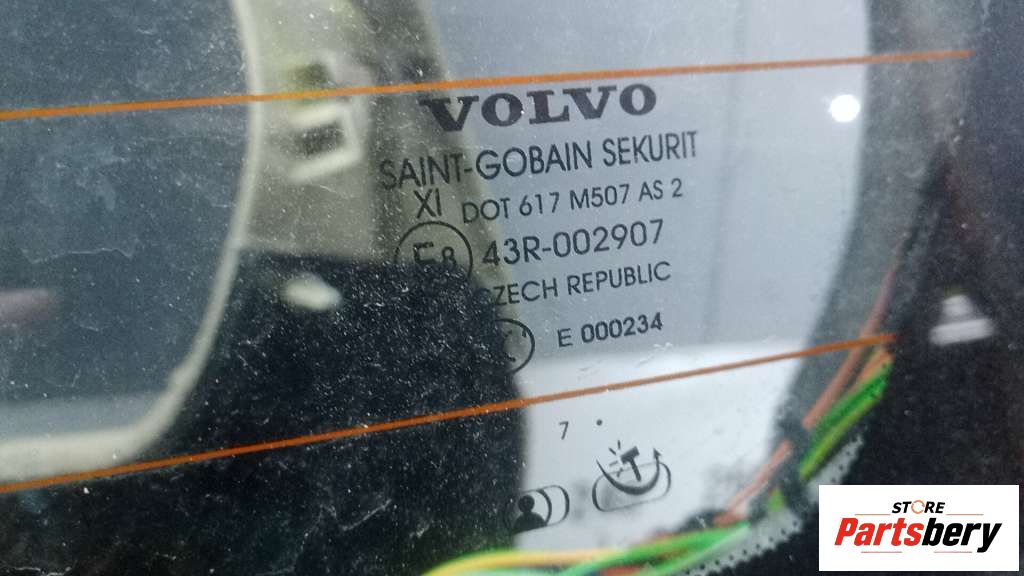 VOLVO
SAINT-GOBAIN SEKURIT
XI DOT 617 M507 AS 2
E8 43R-002907
CZECH REPUBLIC
E 000234
7 .
STORE
Partsbery